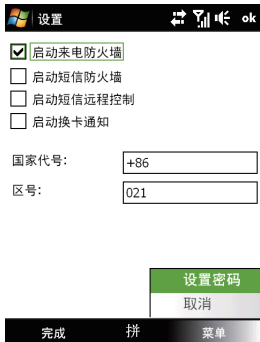 设置 ok
启动来电防火墙
启动短信防火墙
启动短信远程控制
启动换卡通知
国家代号: +86
区号: 021
设置密码
取消
完成 拼 菜单